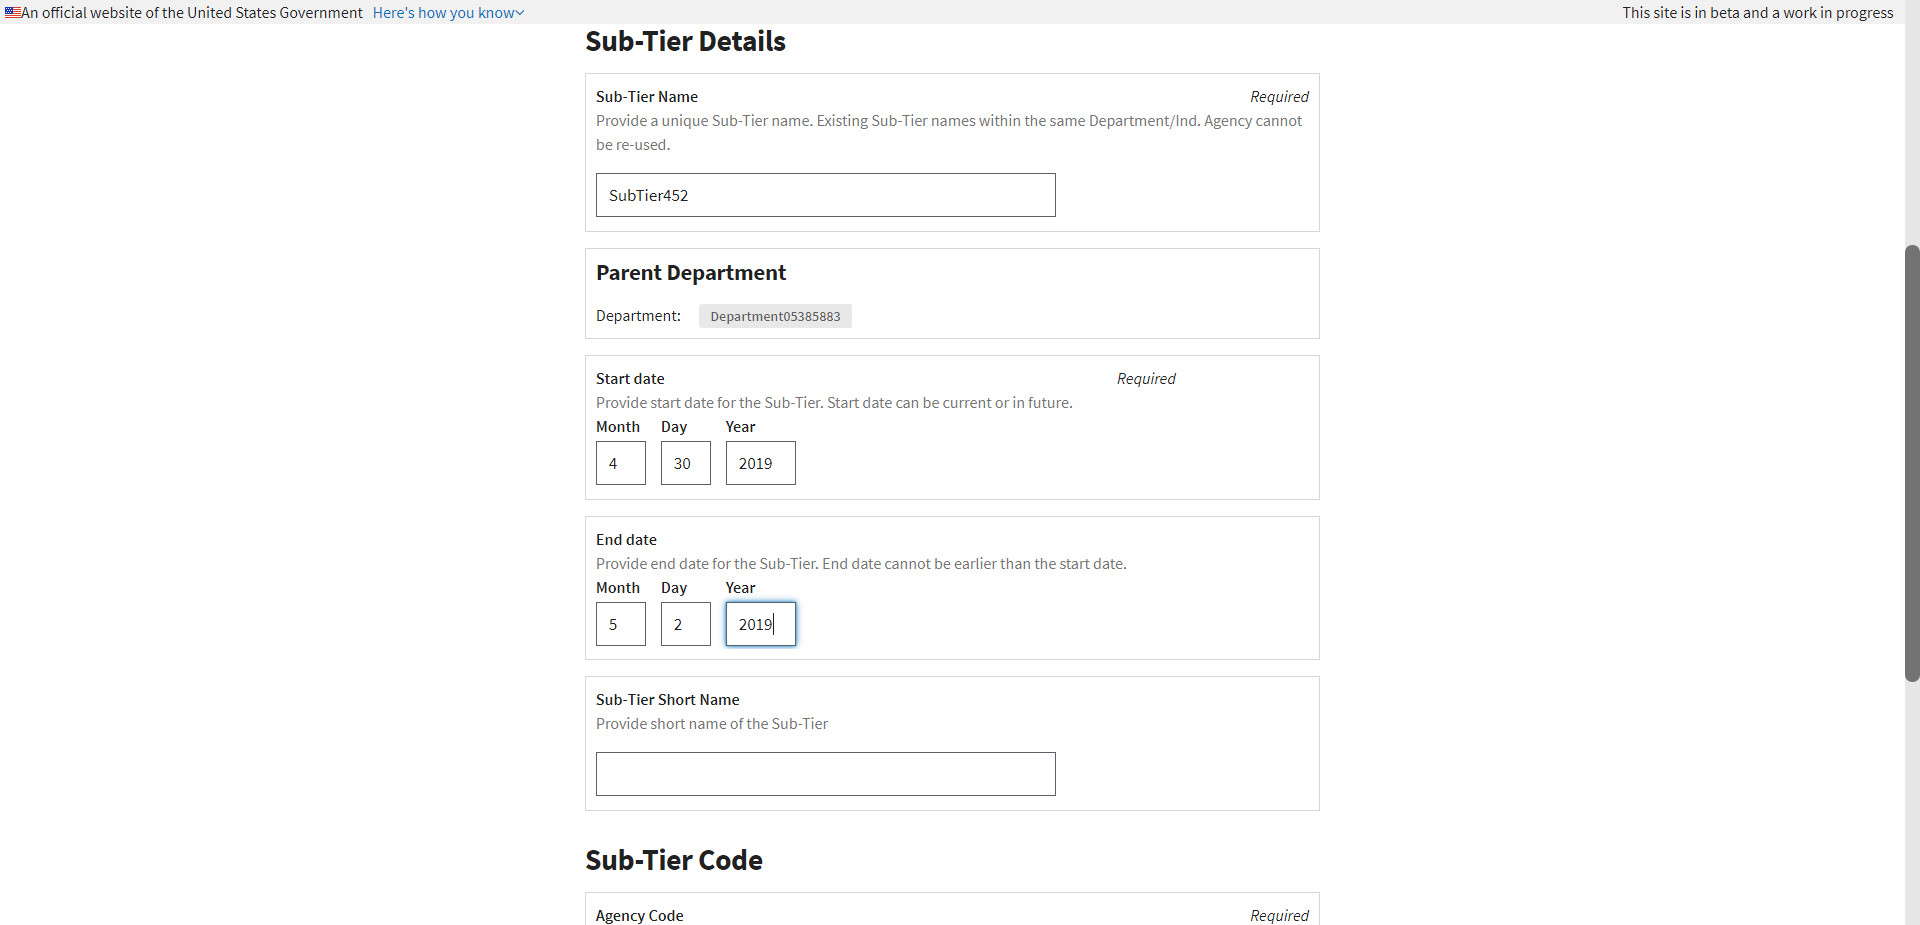 An official website of the United States Government Here's how you know
This site is in beta and a work in progress
Sub-Tier Details
Sub-Tier Name Required
Provide a unique Sub-Tier name. Existing Sub-Tier names within the same Department/Ind. Agency cannot
be re-used.
SubTier452
Parent Department
Department: Department05385883
Start date Required
Provide start date for the Sub-Tier. Start date can be current or in future.
Month Day Year
4 30 2019
End date
Provide end date for the Sub-Tier. End date cannot be earlier than the start date.
Month Day Year
5 2 2019
Sub-Tier Short Name
Provide short name of the Sub-Tier
Sub-Tier Code
Agency Code Required